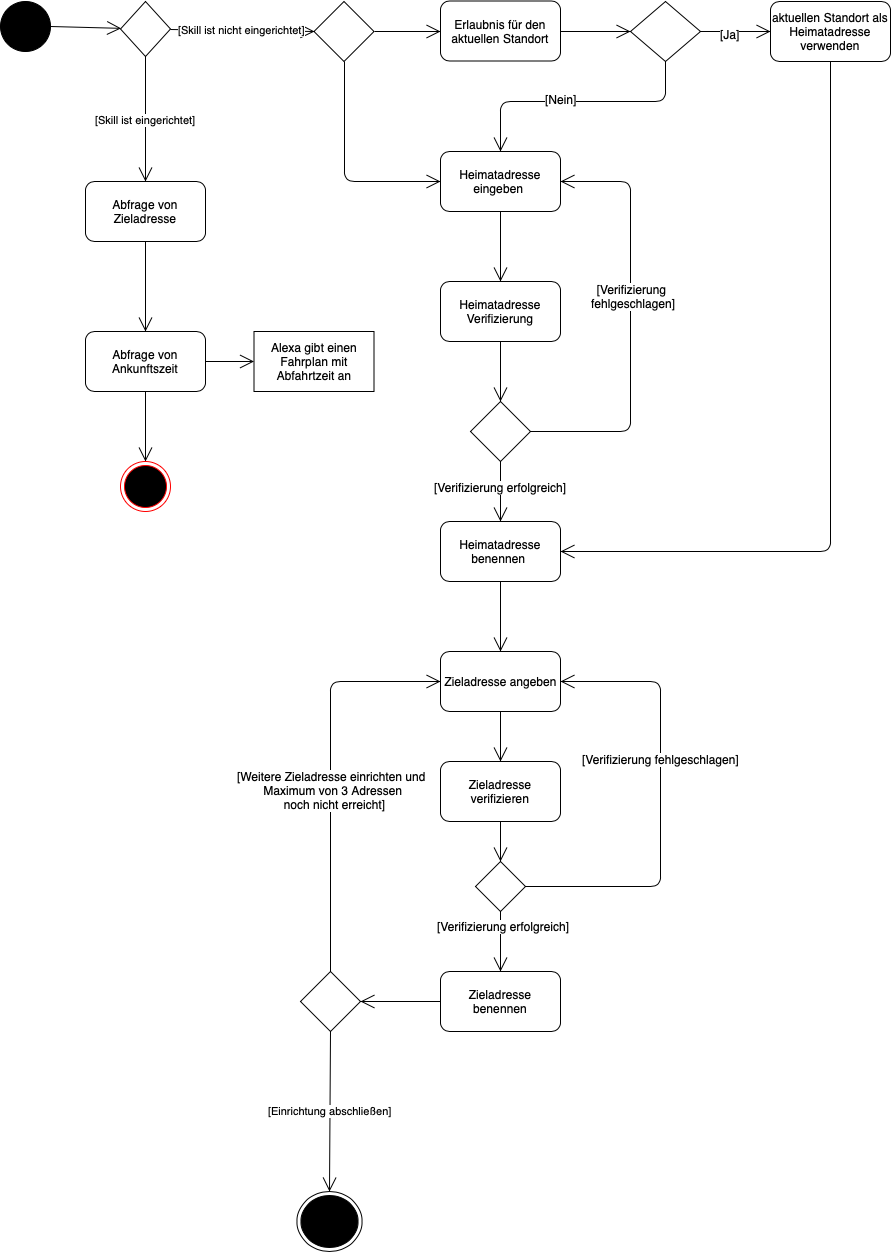 [Skill ist nicht eingerichtet]
Erlaubnis für den
aktuellen Standort
[Ja]
aktuellen Standort als
Heimatadresse
verwenden
[Nein]
[Skill ist eingerichtet]
Abfrage von
Zieladresse
Heimatadresse
eingeben
[Verifizierung
fehlgeschlagen]
Heimatadresse
Verifizierung
Abfrage von
Ankunftszeit
Alexa gibt einen
Fahrplan mit
Abfahrtzeit an
[Verifizierung erfolgreich]
Heimatadresse
benennen
Zieladresse angeben
[Verifizierung fehlgeschlagen]
[Weitere Zieladresse einrichten und
Maximum von 3 Adressen
noch nicht erreicht]
Zieladresse
verifizieren
[Verifizierung erfolgreich]
Zieladresse
benennen
[Einrichtung abschließen]